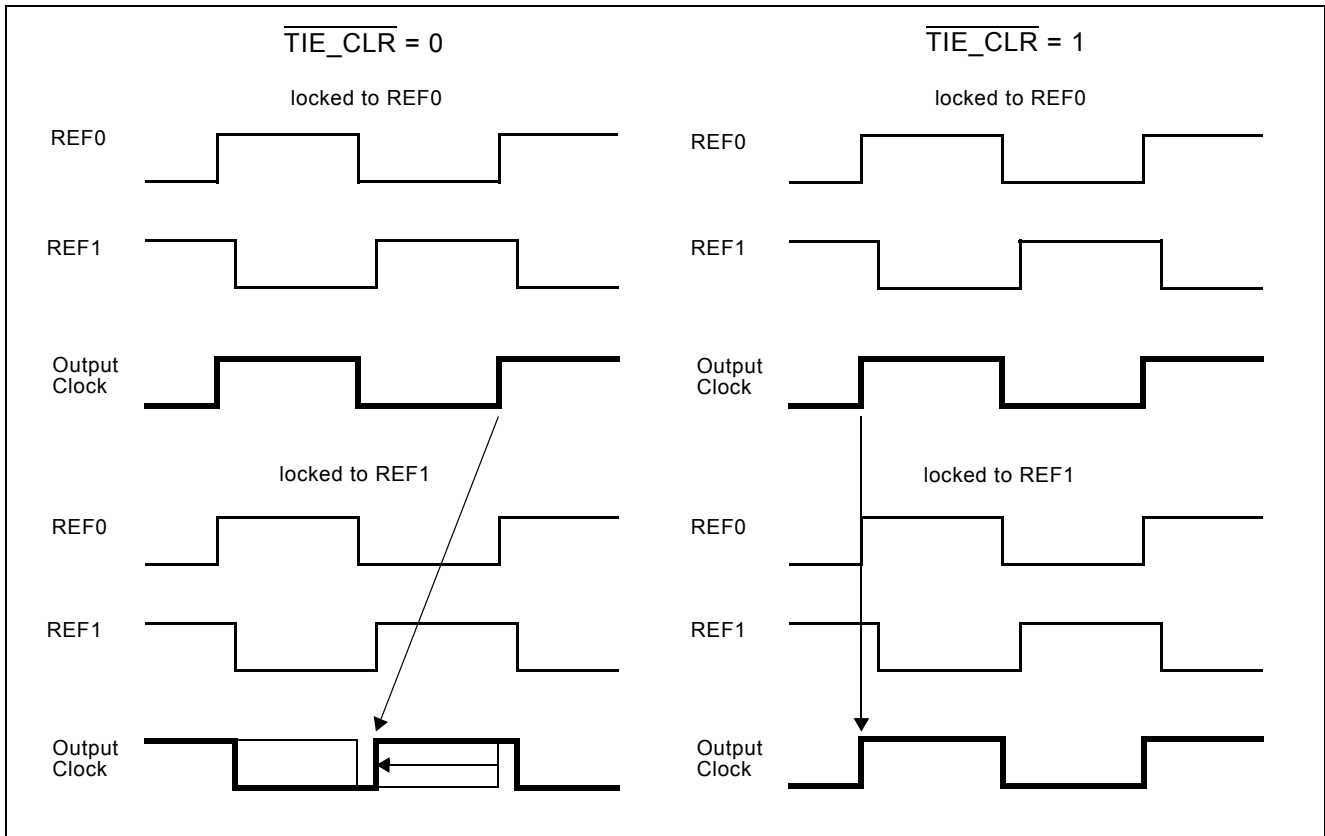 TIE_CLR = 0
locked to REF0
REF0
REF1
Output
Clock
locked to REF1
REF0
REF1
Output
Clock
TIE_CLR = 1
locked to REF0
REF0
REF1
Output
Clock
locked to REF1
REF0
REF1
Output
Clock